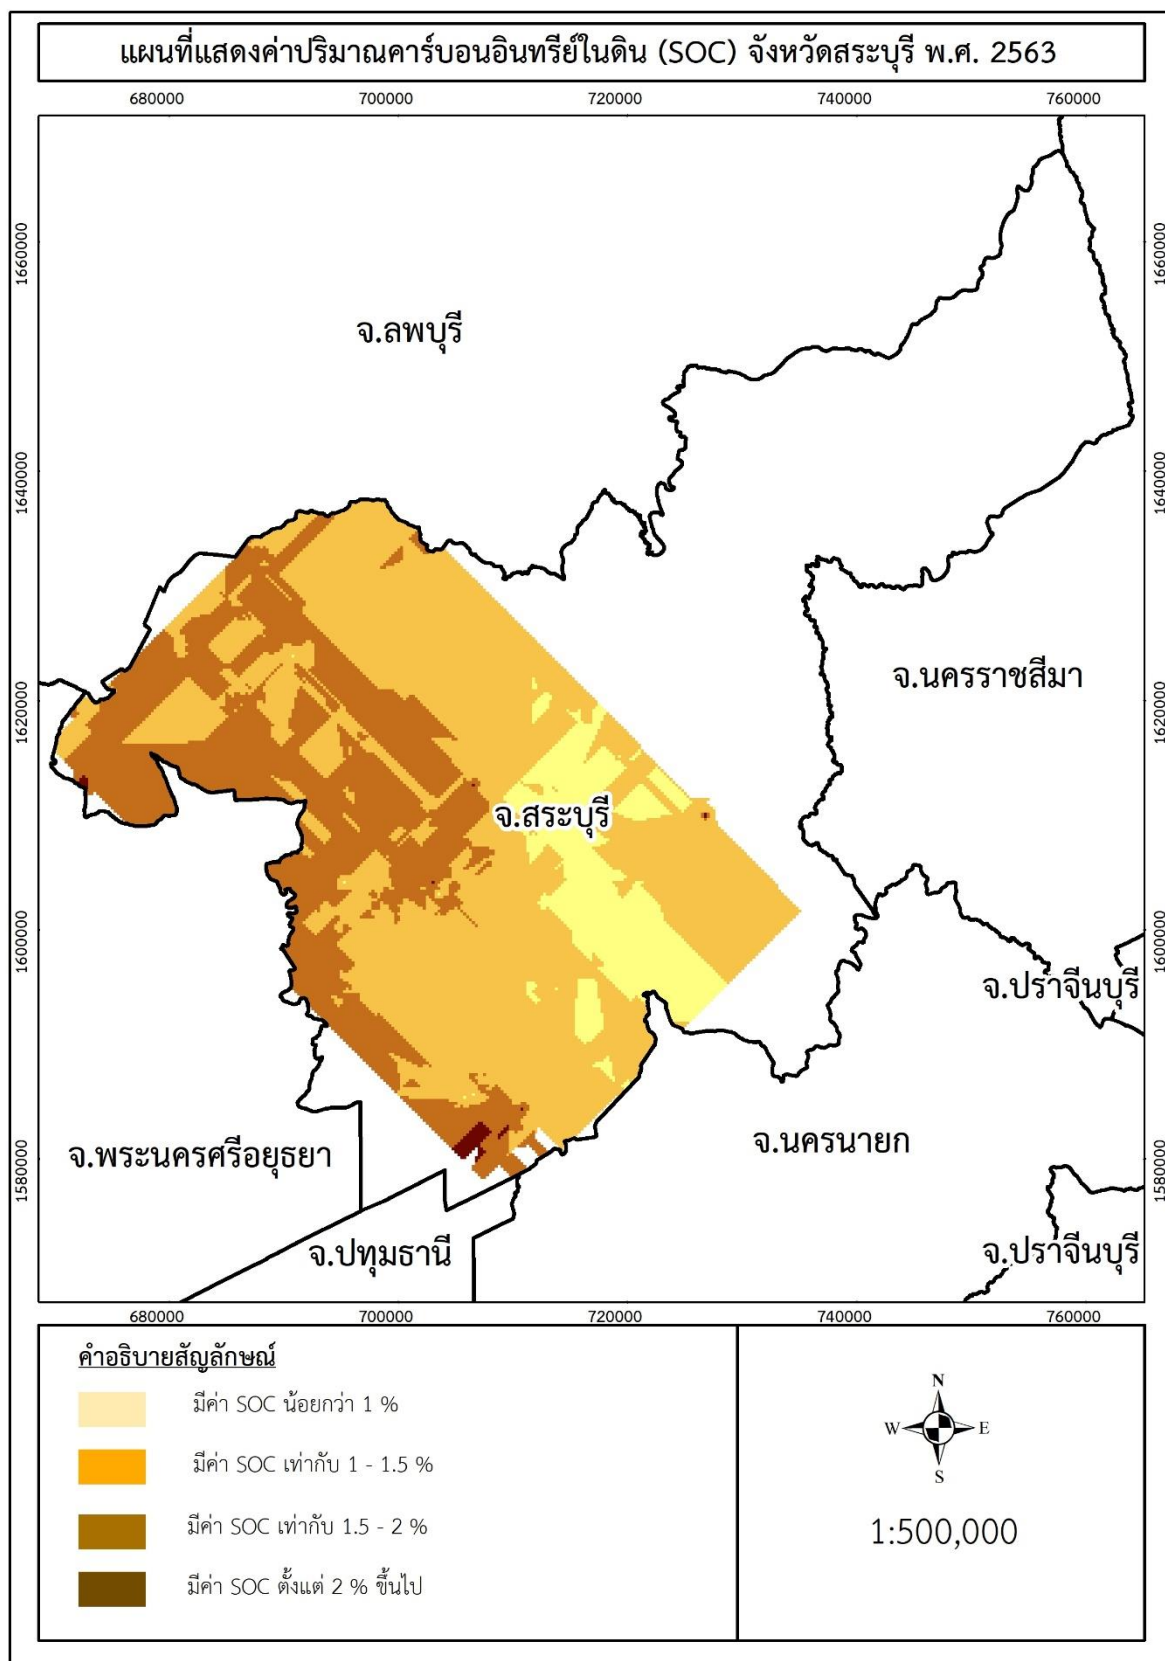 แผนที่แสดงค่าปริมาณคาร์บอนอินทรีย์ในดิน (SOC) จังหวัดสระบุรี พ.ศ. 2563
680000 700000 720000 740000 760000
1660000 1660000
จ.ลพบุรี
1640000 1640000
จ.นครราชสีมา
1620000 1620000
จ.สระบุรี
1600000 1600000
จ.ปราจีนบุรี
จ.พระนครศรีอยุธยา จ.นครนายก
1580000 1580000
จ.ปทุมธานี จ.ปราจีนบุรี
680000 700000 720000 740000 760000
คำอธิบายสัญลักษณ์
มีค่า SOC น้อยกว่า 1 %
มีค่า SOC เท่ากับ 1 - 1.5 %
มีค่า SOC เท่ากับ 1.5 - 2 %
มีค่า SOC ตั้งแต่ 2 % ขึ้นไป
N
W E
S
1:500,000